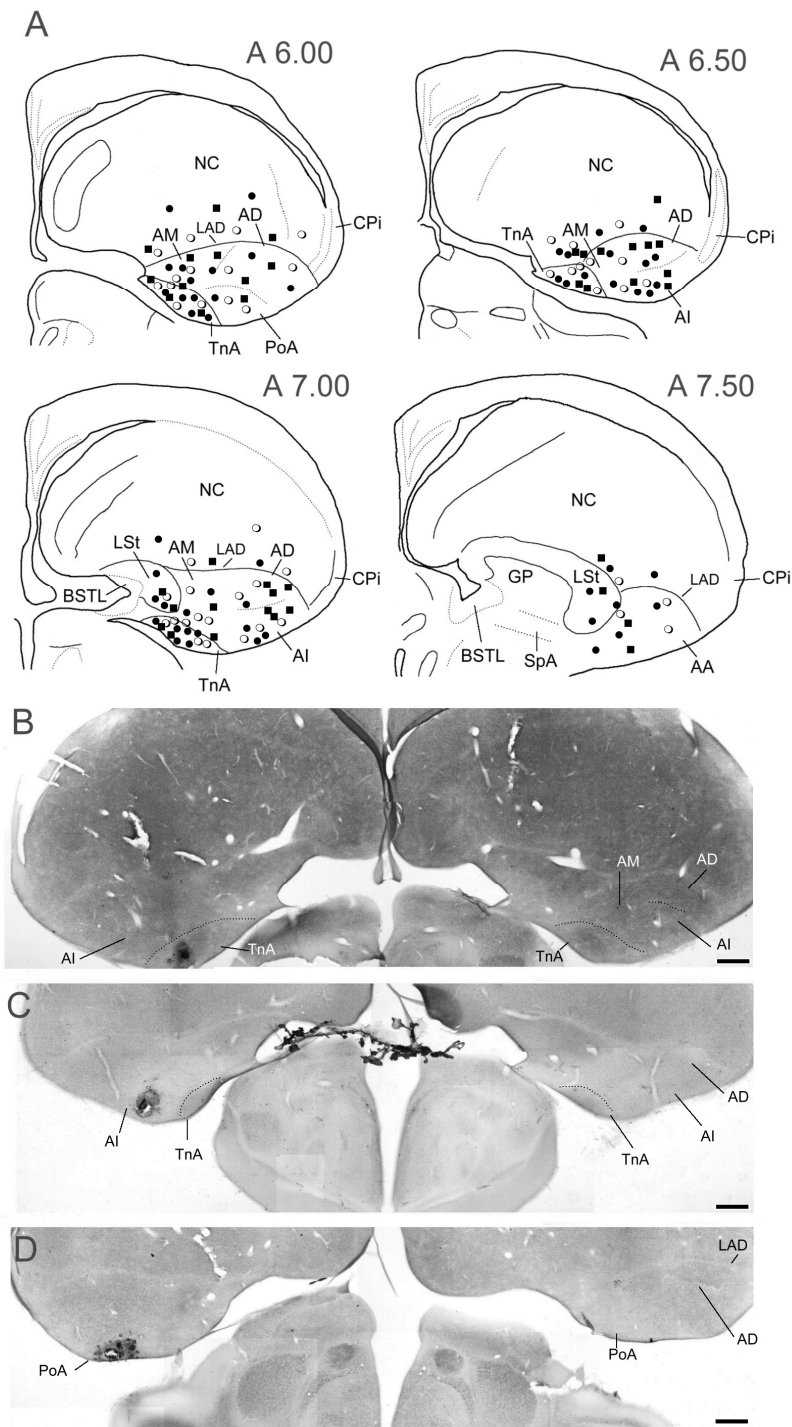 A
A 6.00
A 6.50
NC
NC
CPi
LAD
AD
AM
TnA
PoA
AD
AM
TnA
CPi
AI
A 7.00
A 7.50
NC
NC
LSt
AM
LAD
AD
CPi
BSTL
AI
TnA
GP
LSt
LAD
CPi
BSTL
SpA
AA
B
AM
AD
AI
TnA
TnA
AI
C
AD
AI
TnA
AI
TnA
D
LAD
AD
PoA
PoA